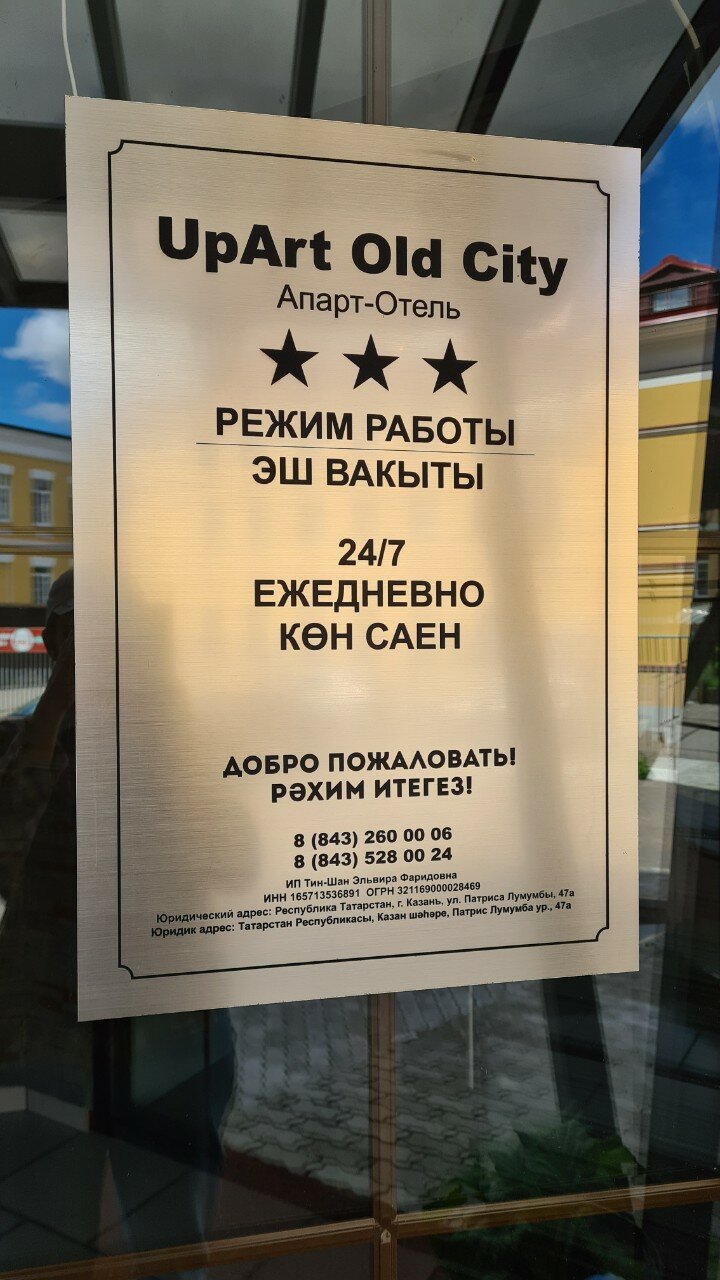 UpArt Old City
Апарт-Отель
РЕЖИМ РАБОТЫ
ЭШ ВАКЫТЫ
24/7
ЕЖЕДНЕВНО
КӨН САЕН
ДОБРО ПОЖАЛОВАТЬ!
РӘХИМ ИТЕГЕЗ!
8 (843) 260 00 06
8 (843) 528 00 24
ИП Тин-Шан Эльвира Фаридовна
ИНН 165713536891 ОГРН 321169000028469
Юридический адрес: Республика Татарстан, г. Казань, ул. Патриса Лумумбы, 47а
Юридик адрес: Татарстан Республикасы, Казан шәһәре, Патрис Лумумба ур., 47а